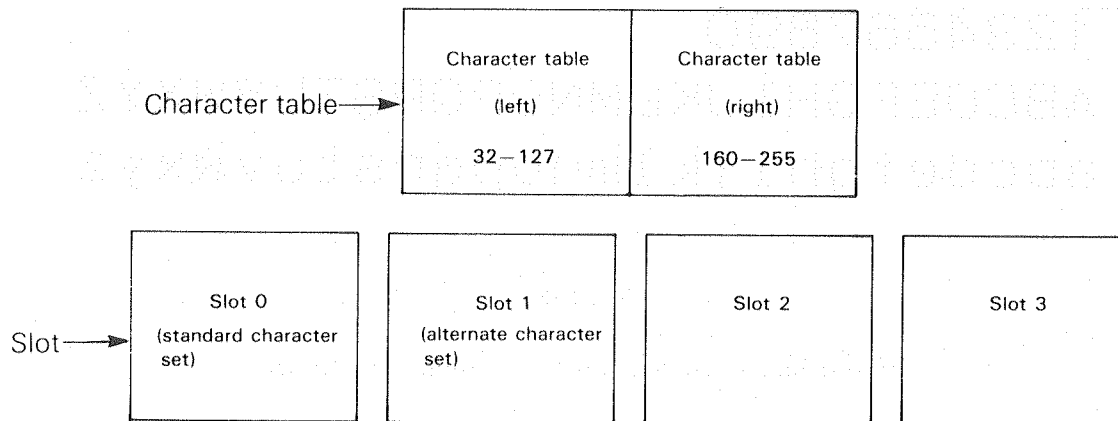 Character table
Character table
(left)
(right)
Character table
32–127
160–255
Slot 0
Slot 1
Slot 2
Slot 3
Slot
(standard character
set)
(alternate character
set)